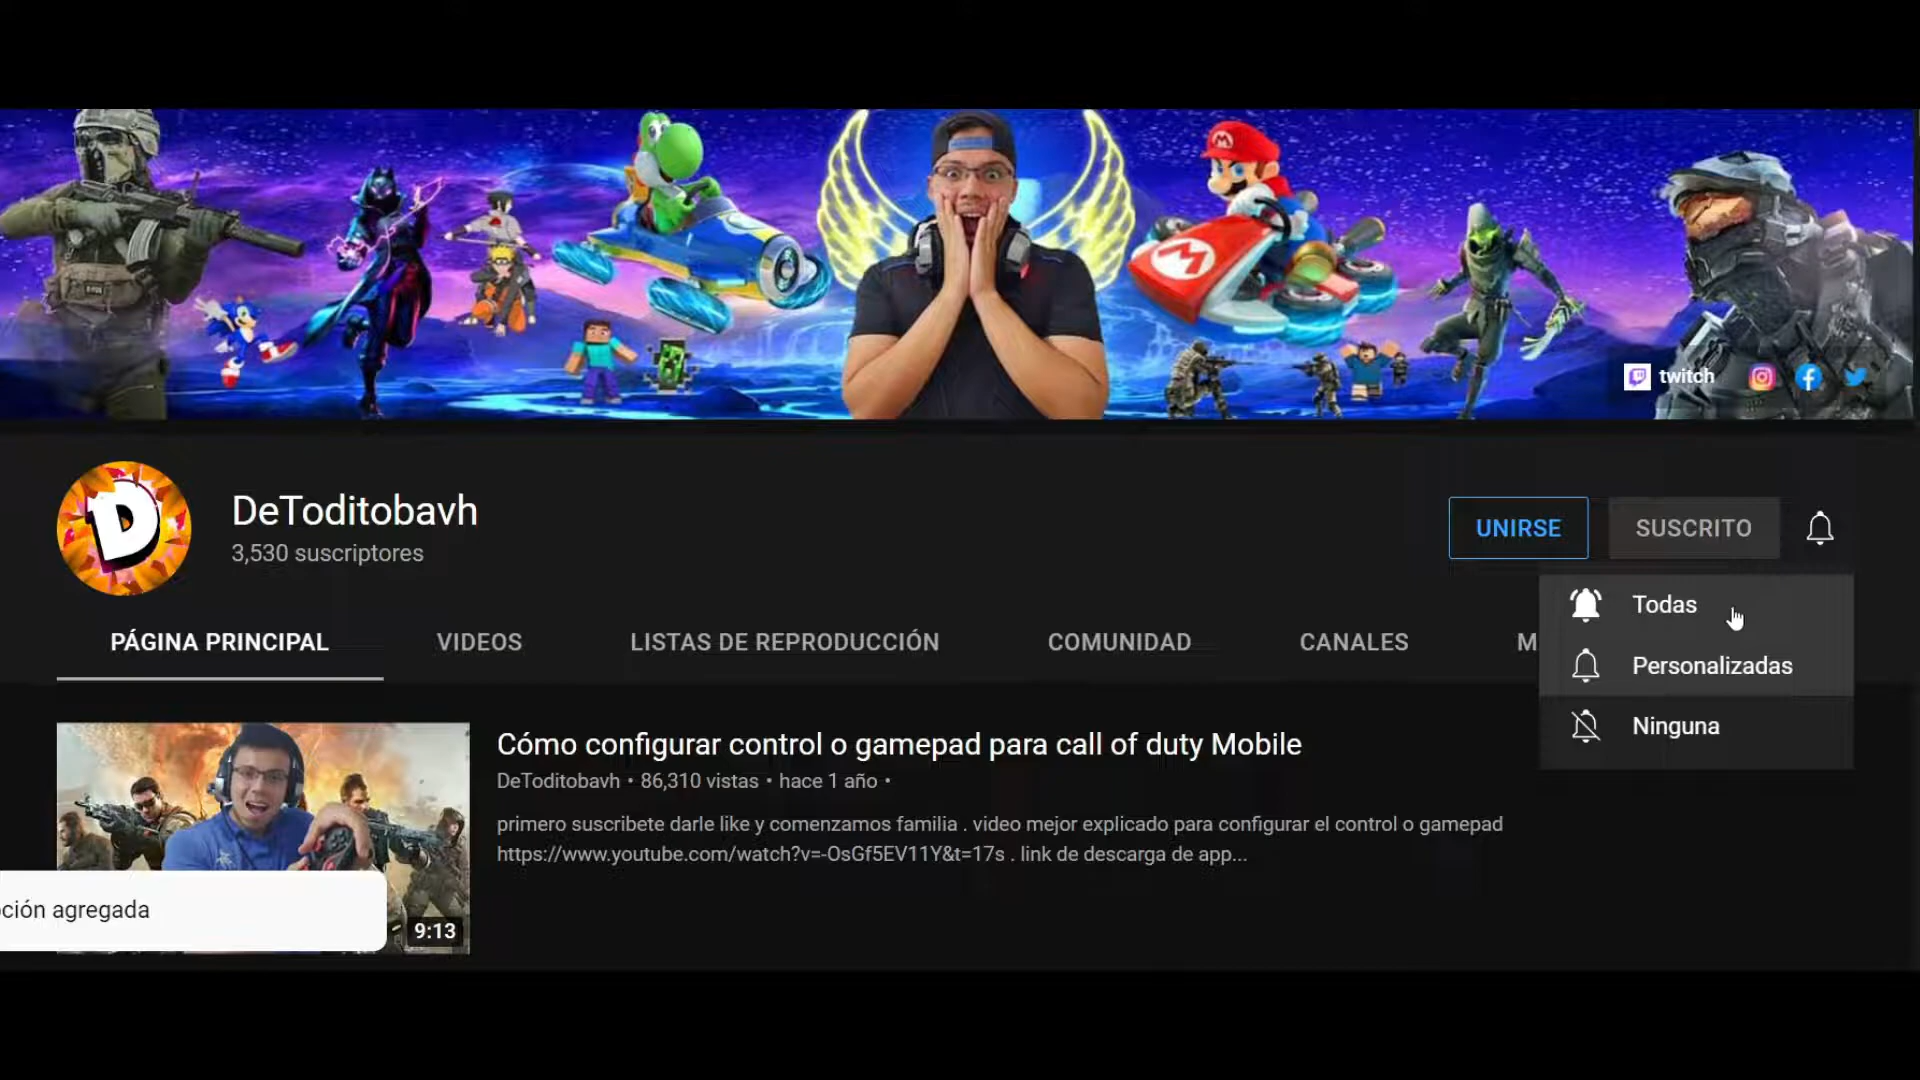 twitch
DeToditobavh
3,530 suscriptores
UNIRSE
SUSCRITO
Todas
Personalizadas
Ninguna
PÁGINA PRINCIPAL
VIDEOS
LISTAS DE REPRODUCCIÓN
COMUNIDAD
CANALES
M
Cómo configurar control o gamepad para call of duty Mobile
DeToditobavh • 86,310 vistas • hace 1 año •
primero suscribete darle like y comenzamos familia . video mejor explicado para configurar el control o gamepad
https://www.youtube.com/watch?v=-OsGf5EV11Y&t=17s . link de descarga de app...
ción agregada
9:13